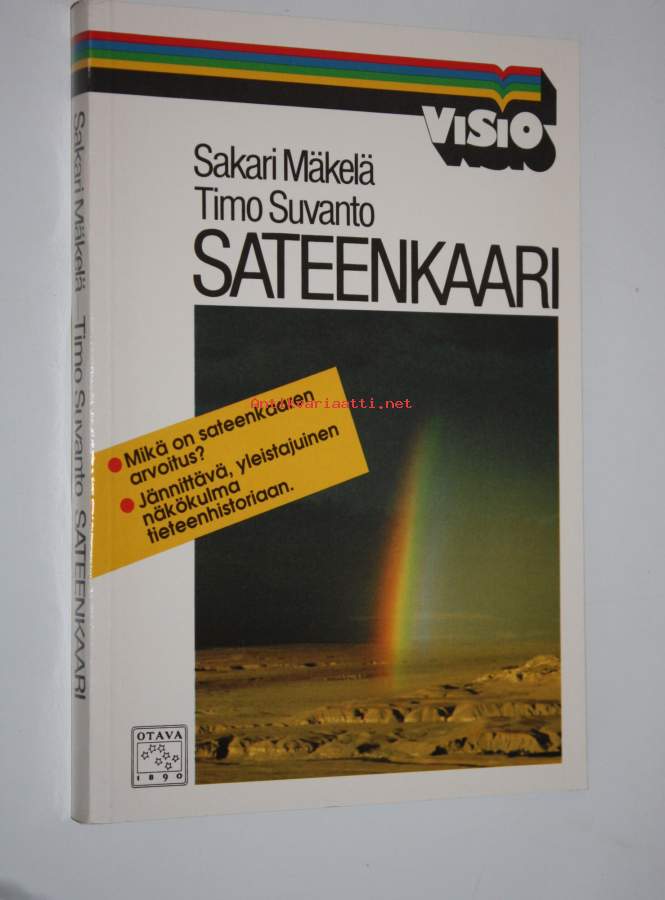 VISIO
Sakari Mäkelä
Timo Suvanto
SATEENKAARI
Antikvariaatti.net
Mikä on sateenkaaren
arvoitus?
Jännittävä, yleistajuinen
näkökulma
tieteenhistoriaan.
OTAVA
1890
Sakari Mäkelä Timo Suvanto SATEENKAARI